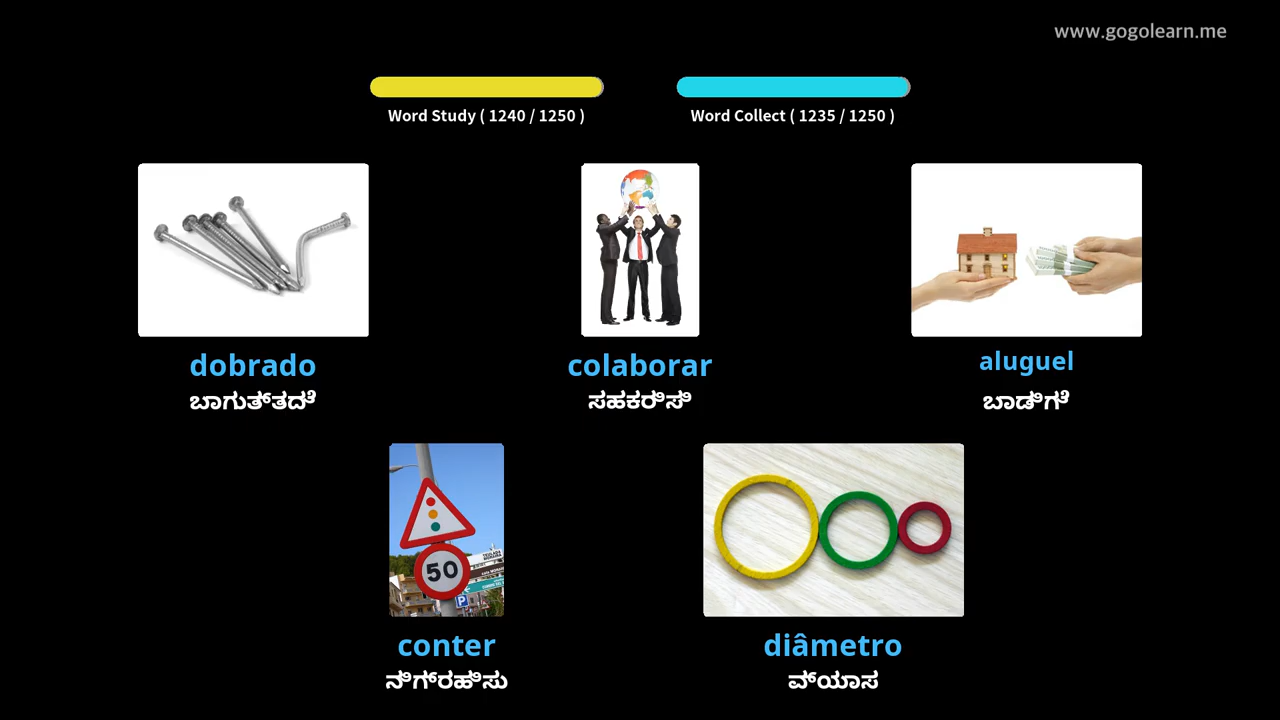 www.gogolearn.me
Word Study ( 1240 / 1250 )
Word Collect ( 1235 / 1250 )
dobrado
ಬಾಗುತ್ತದೆ
colaborar
ಸಹಕರಿಸಿ
aluguel
ಬಾಡಿಗೆ
50
P
conter
ನಿಗ್ರಹಿಸು
diâmetro
ವ್ಯಾಸ